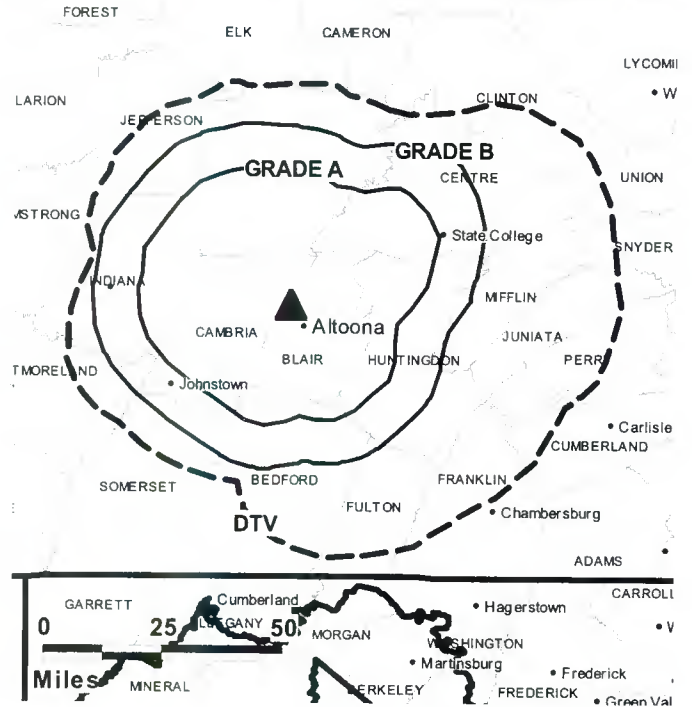 FOREST
ELK
CAMERON
LYCOMI
LARION
CLINTON
W
JEFFERSON
GRADE B
GRADE A
CENTRE
UNION
MSTRONG
State College
SNYDER
INDIANA
MIFFLIN
CAMBRIA
Altoona
JUNIATA
BLAIR
HUNTINGDON
PERR
TMORELAND
Johnstown
Carlisle
CUMBERLAND
BEDFORD
FRANKLIN
SOMERSET
FULTON
DTV
Chambersburg
ADAMS
GARRETT
Cumberland
CARROLL
Hagerstown
0 25 50
LLEGANY
MORGAN
WASHINGTON
Martinsburg
Miles
MINERAL
BERKELEY
Frederick
FREDERICK
Green Val